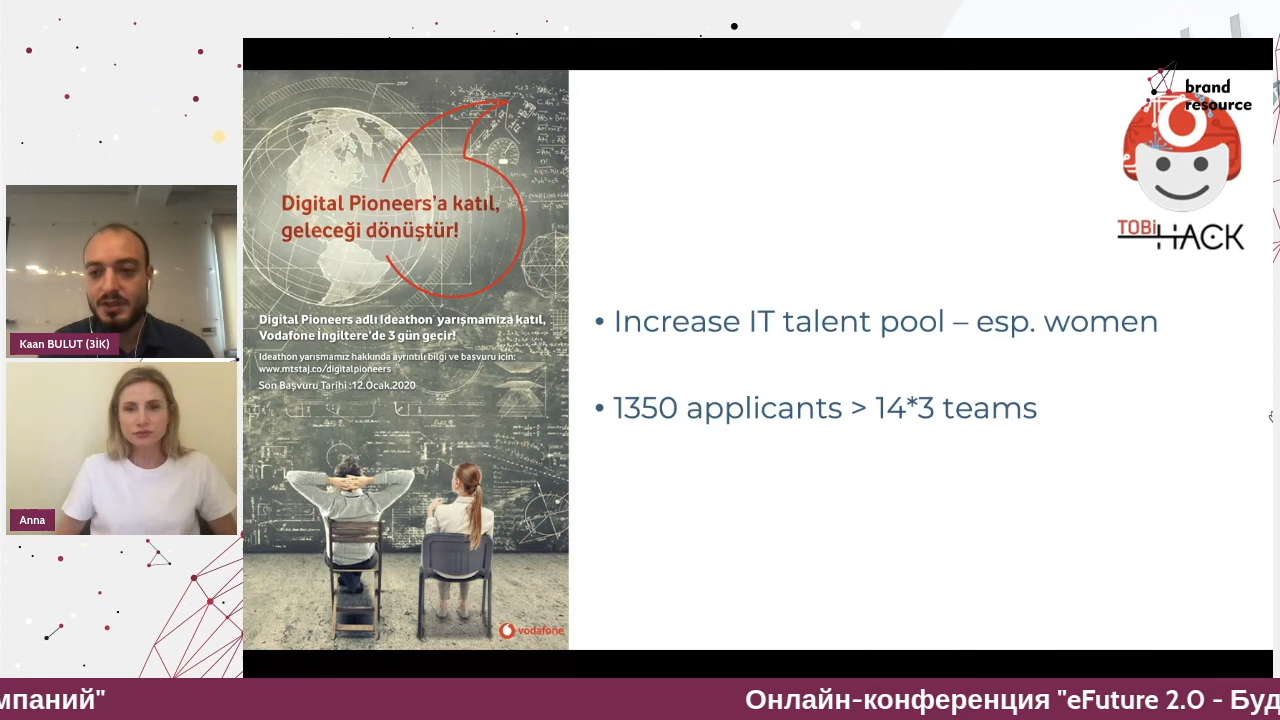 brand
resource
TOBi
HACK
Digital Pioneers'a katıl,
geleceği dönüştür!
Digital Pioneers adlı Ideathon yarışmamıza katıl,
Vodafone İngiltere'de 3 gün geçir!
Ideathon yarışmamız hakkında ayrıntılı bilgi ve başvuru için:
www.mtstaj.co/digitalpioneers
Son Başvuru Tarihi :12.Ocak.2020
vodafone
• Increase IT talent pool – esp. women
• 1350 applicants > 14*3 teams
Kaan BULUT (3İK)
Anna
мпаний" Онлайн-конференция "eFuture 2.0 - Буд